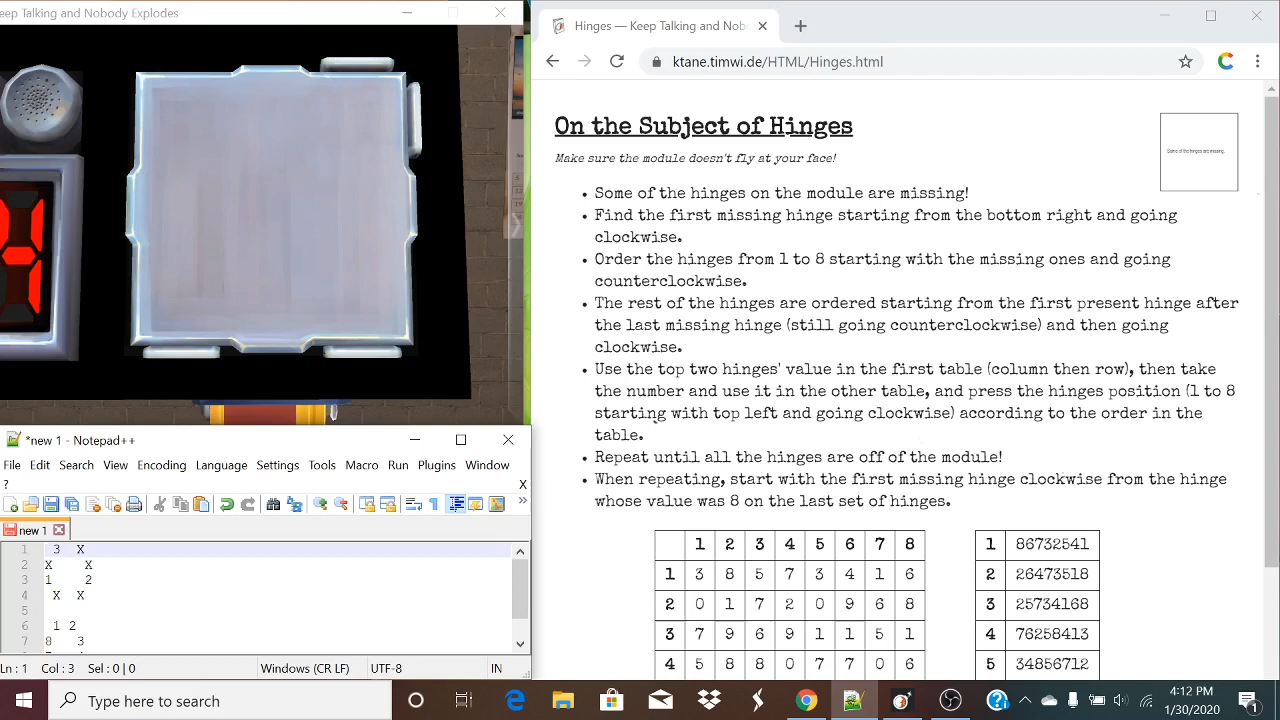 eep Talking and Nobody Explodes
Hinges — Keep Talking and Nob
ktane.timwi.de/HTML/Hinges.html
On the Subject of Hinges
Make sure the module doesn't fly at your face!
Some of the hinges are missing.
• Some of the hinges on the module are missing!
• Find the first missing hinge starting from the bottom right and going
clockwise.
• Order the hinges from 1 to 8 starting with the missing ones and going
counterclockwise.
• The rest of the hinges are ordered starting from the first present hinge after
the last missing hinge (still going counterclockwise) and then going
clockwise.
• Use the top two hinges' value in the first table (column then row), then take
the number and use it in the other table, and press the hinges position (1 to 8
starting with top left and going clockwise) according to the order in the
table.
• Repeat until all the hinges are off of the module!
• When repeating, start with the first missing hinge clockwise from the hinge
whose value was 8 on the last set of hinges.
1 2 3 4 5 6 7 8
1 3 8 5 7 3 4 1 6
2 0 1 7 2 0 9 6 8
3 7 9 6 9 1 1 5 1
4 5 8 8 0 7 7 0 6
1 86732541
2 26473518
3 25734168
4 76258413
5 34856712
*new 1 - Notepad++
File Edit Search View Encoding Language Settings Tools Macro Run Plugins Window
? X
new 1
1 3 X
2 X X
3 1 2
4 X X
5
6 1 2
7 8 3
Ln : 1 Col : 3 Sel : 0 | 0 Windows (CR LF) UTF-8 IN
Type here to search
4:12 PM
1/30/2020